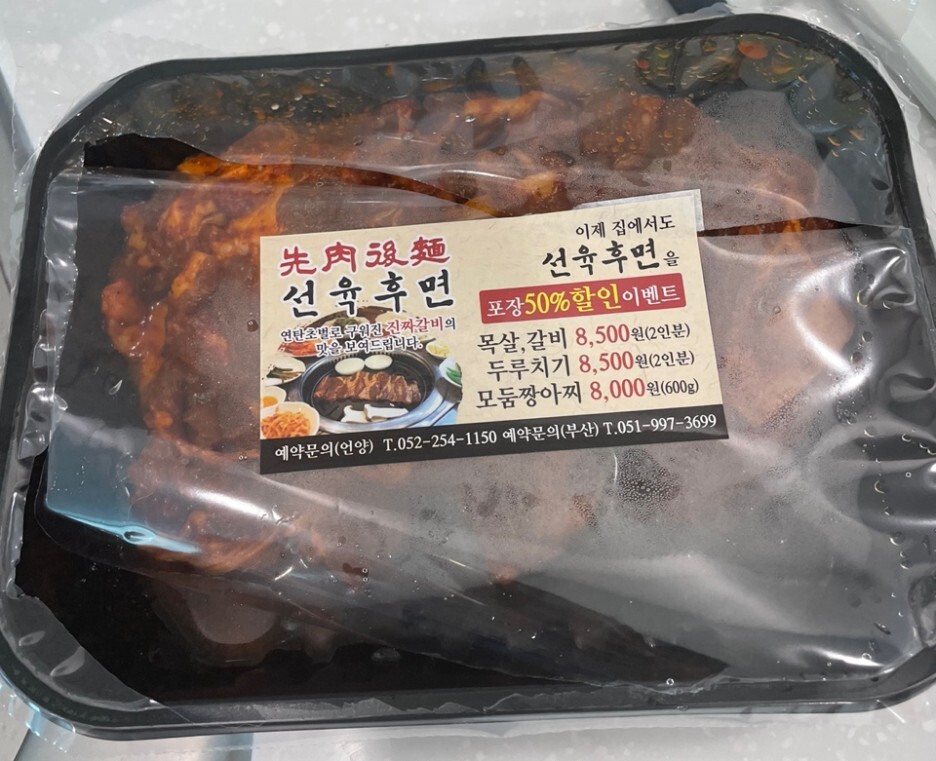 先肉後麵
선육후면
연탄초벌로 구워진 진짜갈비의
맛을 보여드립니다.
이제 집에서도
선육후면을
포장50%할인이벤트
목살,갈비 8,500원(2인분)
두루치기 8,500원(2인분)
모둠짱아찌 8,000원(600g)
예약문의(언양) T.052-254-1150 예약문의(부산) T.051-997-3699